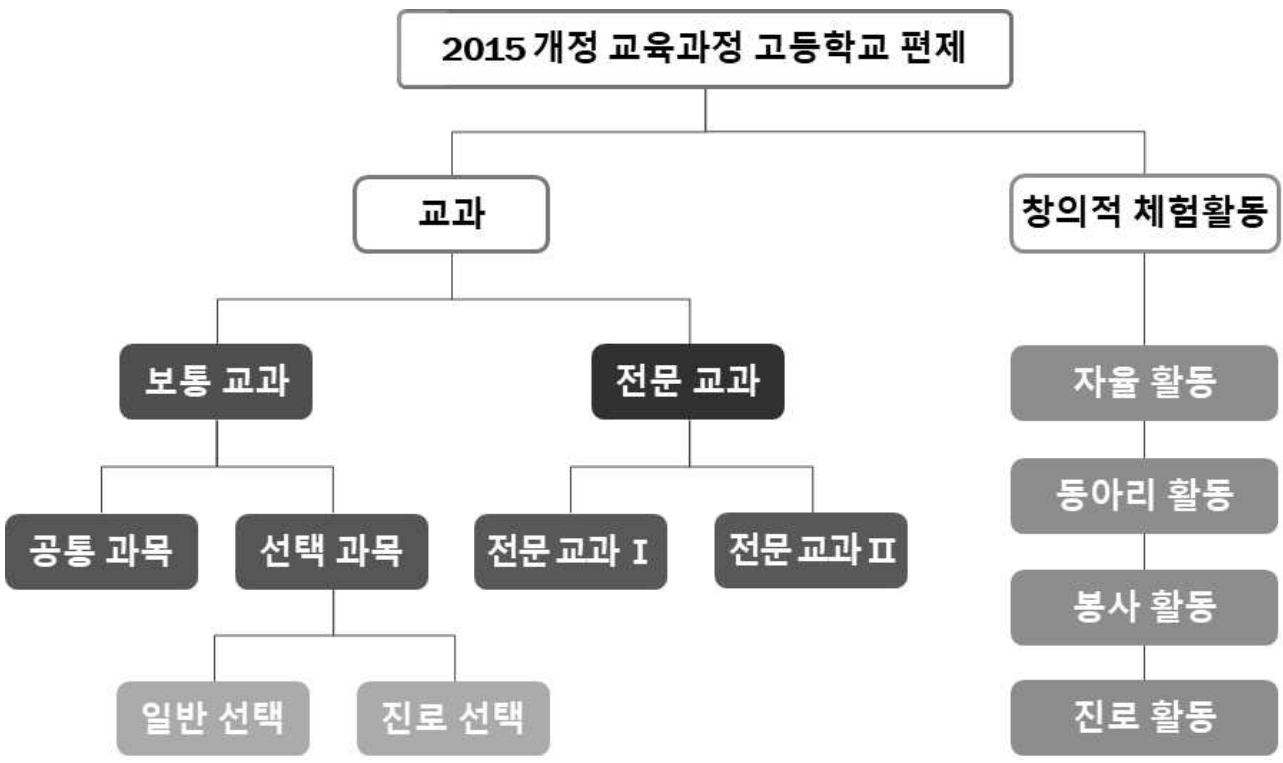 2015 개정 교육과정 고등학교 편제
교과
창의적 체험활동
보통 교과
전문 교과
자율 활동
동아리 활동
공통 과목
선택 과목
전문 교과 Ⅰ
전문 교과 Ⅱ
봉사 활동
일반 선택
진로 선택
진로 활동